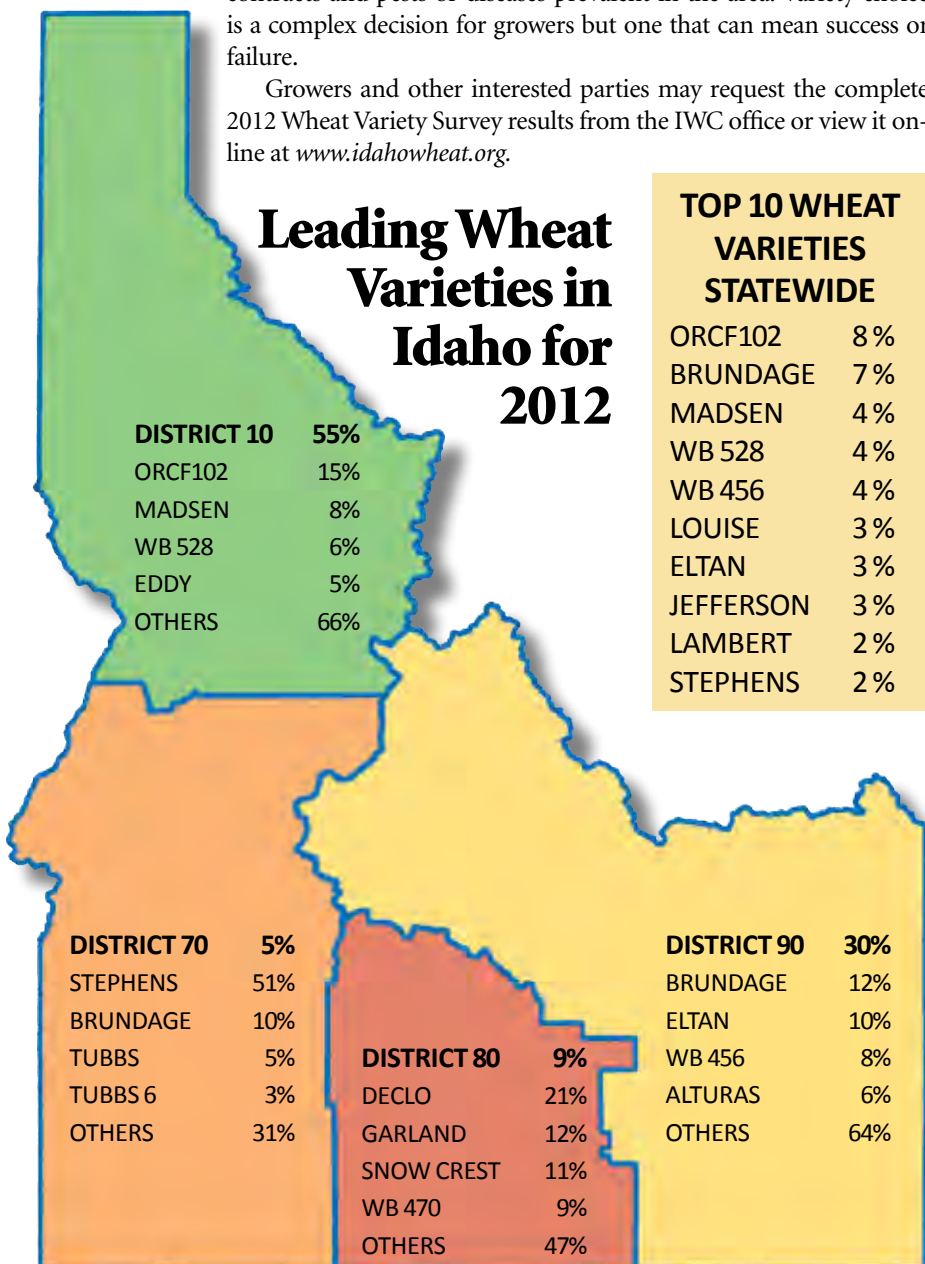 is a complex decision for growers but one that can mean success or
failure.
Growers and other interested parties may request the complete
2012 Wheat Variety Survey results from the IWC office or view it on-
line at www.idahowheat.org.
Leading Wheat
Varieties in
Idaho for
2012
TOP 10 WHEAT
VARIETIES
STATEWIDE
ORCF102 8%
BRUNDAGE 7%
MADSEN 4%
WB 528 4%
WB 456 4%
LOUISE 3%
ELTAN 3%
JEFFERSON 3%
LAMBERT 2%
STEPHENS 2%
DISTRICT 10 55%
ORCF102 15%
MADSEN 8%
WB 528 6%
EDDY 5%
OTHERS 66%
DISTRICT 70 5%
STEPHENS 51%
BRUNDAGE 10%
TUBBS 5%
TUBBS 6 3%
OTHERS 31%
DISTRICT 80 9%
DECLO 21%
GARLAND 12%
SNOW CREST 11%
WB 470 9%
OTHERS 47%
DISTRICT 90 30%
BRUNDAGE 12%
ELTAN 10%
WB 456 8%
ALTURAS 6%
OTHERS 64%